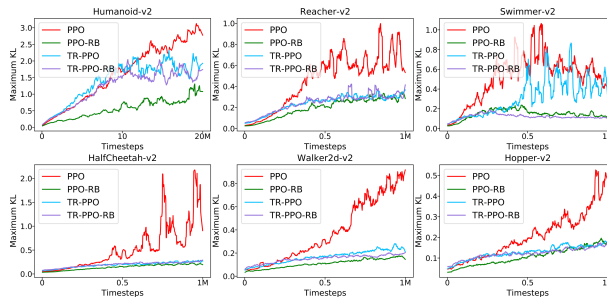 Humanoid-v2
Maximum KL
3.0
2.5
2.0
1.5
1.0
0.5
0.0
PPO
PPO-RB
TR-PPO
TR-PPO-RB
0
10
20M
Timesteps
Reacher-v2
Maximum KL
1.0
0.8
0.6
0.4
0.2
0.0
PPO
PPO-RB
TR-PPO
TR-PPO-RB
0
0.5
1M
Timesteps
Swimmer-v2
Maximum KL
1.0
0.8
0.6
0.4
0.2
0.0
PPO
PPO-RB
TR-PPO
TR-PPO-RB
0
0.5
Timesteps
HalfCheetah-v2
Maximum KL
2.0
1.5
1.0
0.5
0.0
PPO
PPO-RB
TR-PPO
TR-PPO-RB
0
0.5
1M
Timesteps
Walker2d-v2
Maximum KL
0.8
0.6
0.4
0.2
0.0
PPO
PPO-RB
TR-PPO
TR-PPO-RB
0
0.5
1M
Timesteps
Hopper-v2
Maximum KL
0.5
0.4
0.3
0.2
0.1
PPO
PPO-RB
TR-PPO
TR-PPO-RB
0
0.5
Timesteps